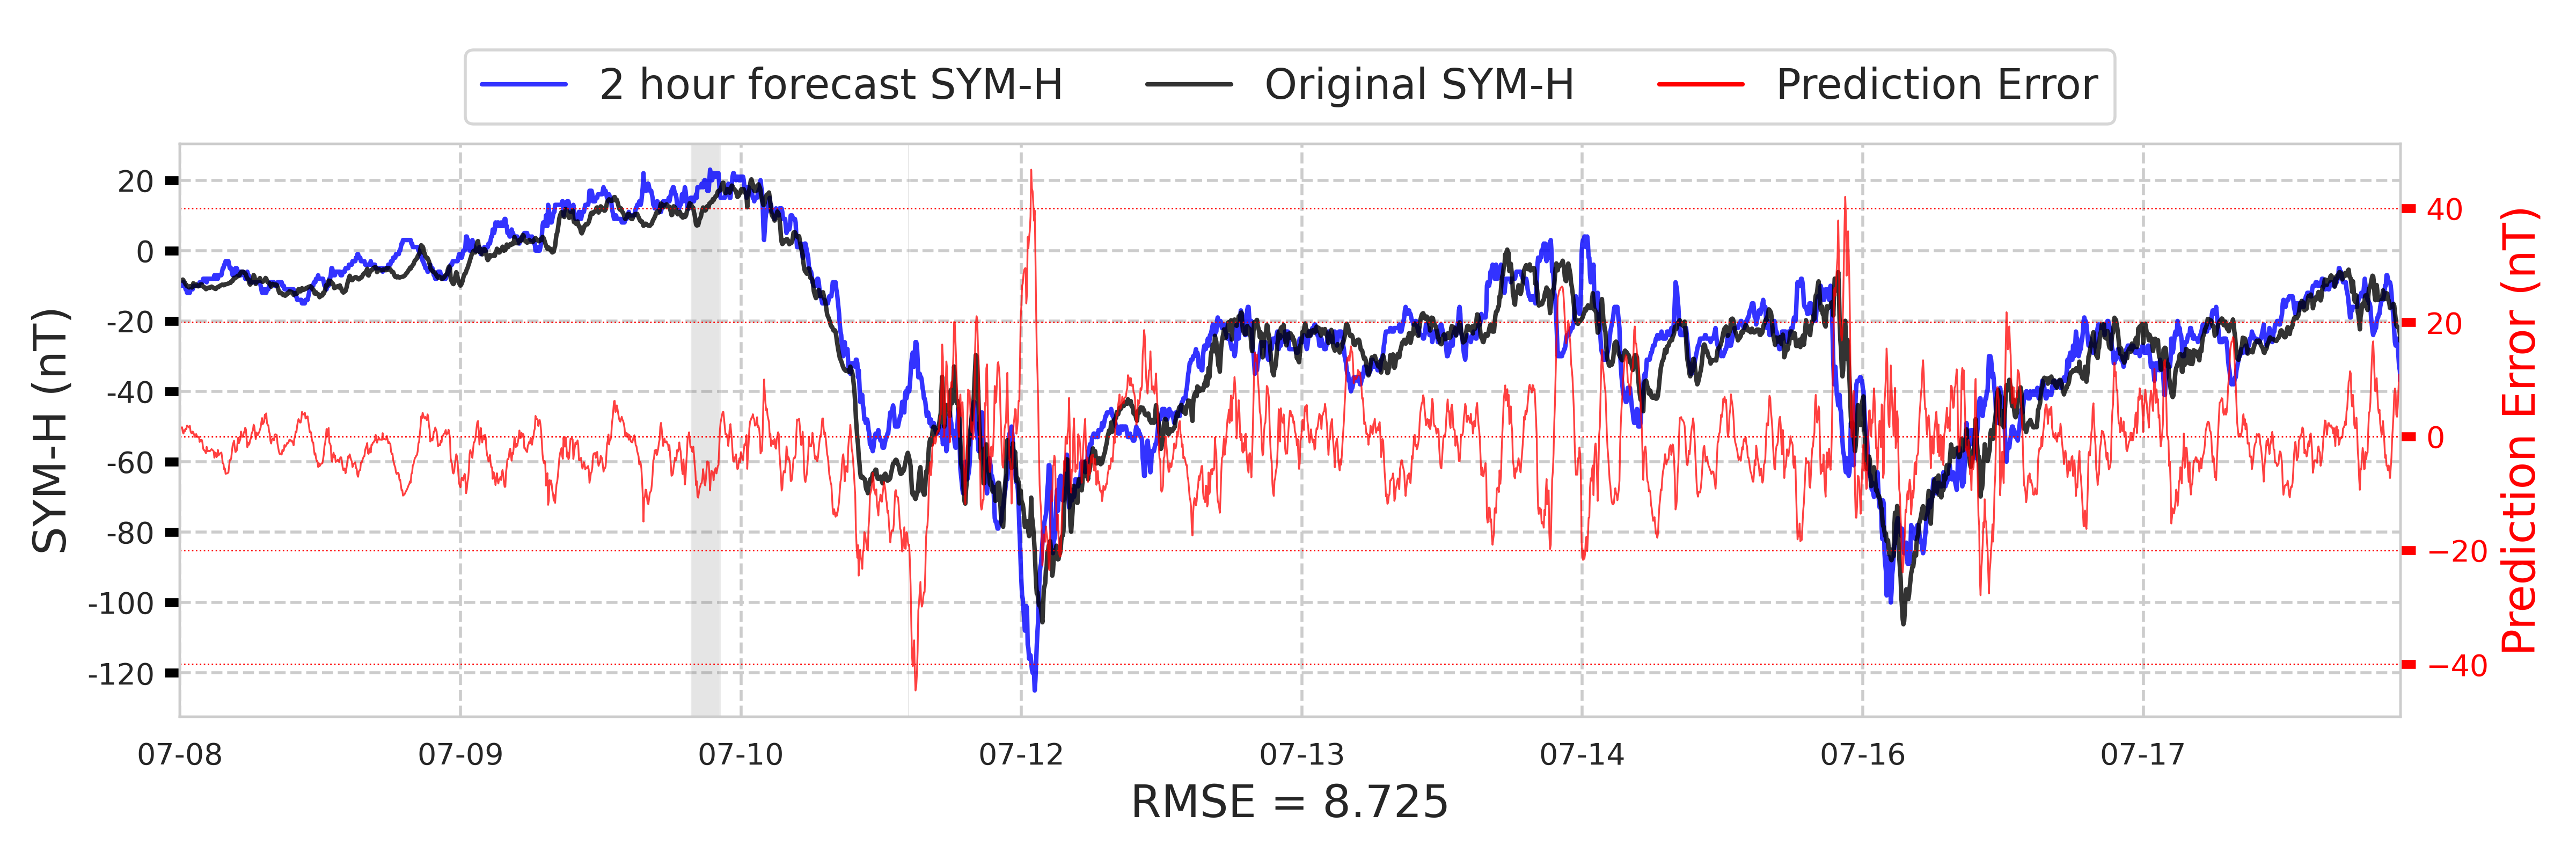 2 hour forecast SYM-H Original SYM-H Prediction Error
SYM-H (nT)
20
0
-20
-40
-60
-80
-100
-120
40
20
0
−20
−40
Prediction Error (nT)
07-08 07-09 07-10 07-12 07-13 07-14 07-16 07-17
RMSE = 8.725